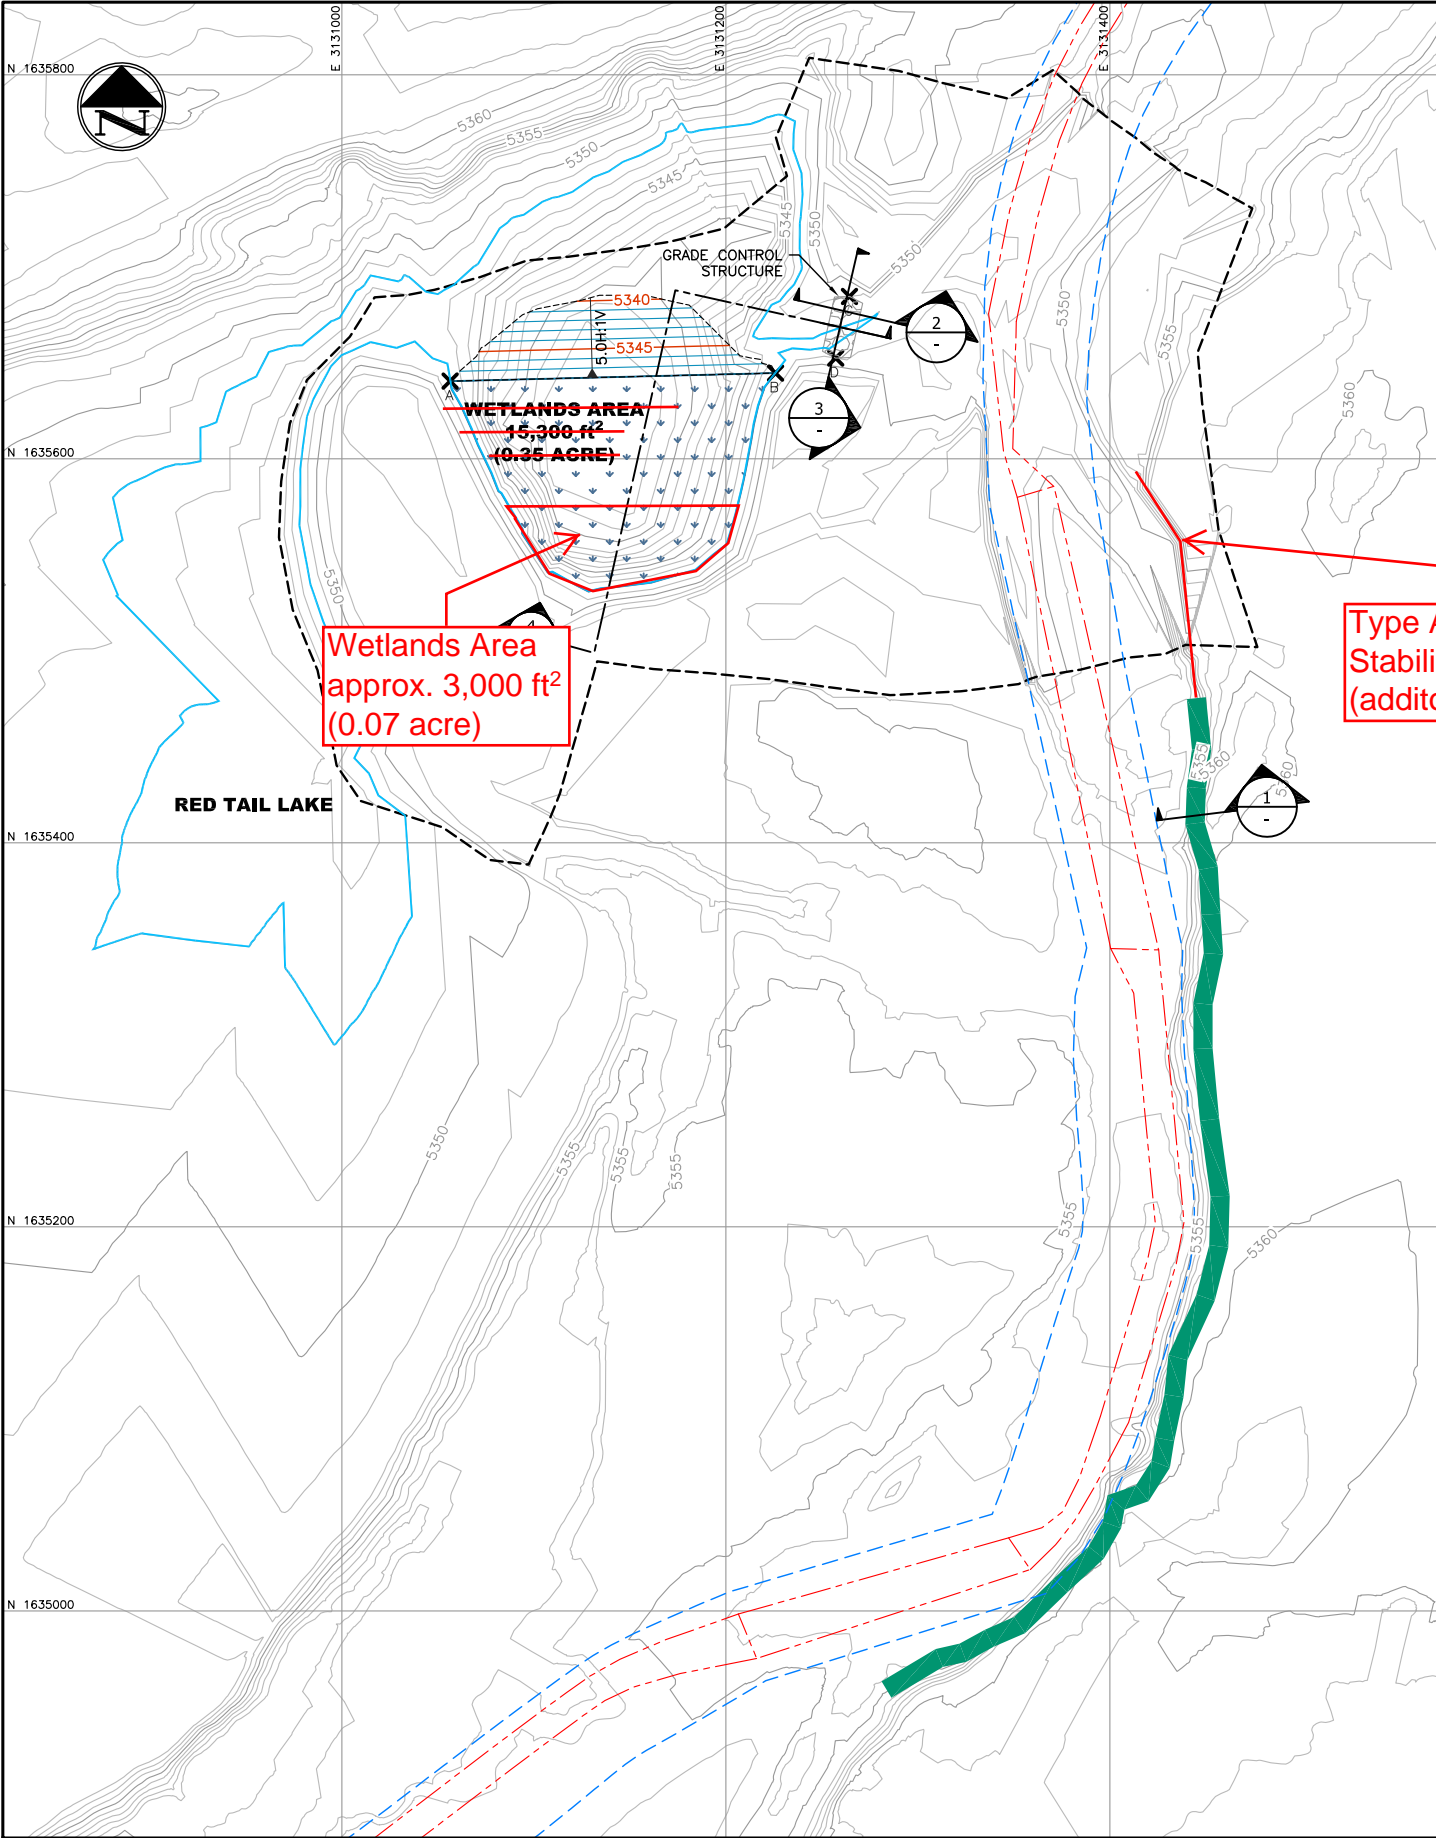 E 3131000
E 3131200
E 3131400
N 1635800
N
5360
5355
5350
5345
5345
5350
GRADE CONTROL
STRUCTURE
5350
5350
5355
5360
5340
5345
5.0H:1V
2
-
3
-
A
B
D
WETLANDS AREA
15,300 ft²
(0.35 ACRE)
N 1635600
5350
4
Wetlands Area
approx. 3,000 ft²
(0.07 acre)
Type A
Stabili
(addito
RED TAIL LAKE
5355
5360
5360
1
-
N 1635400
5350
5355
5355
5355
5355
5355
5360
N 1635200
N 1635000